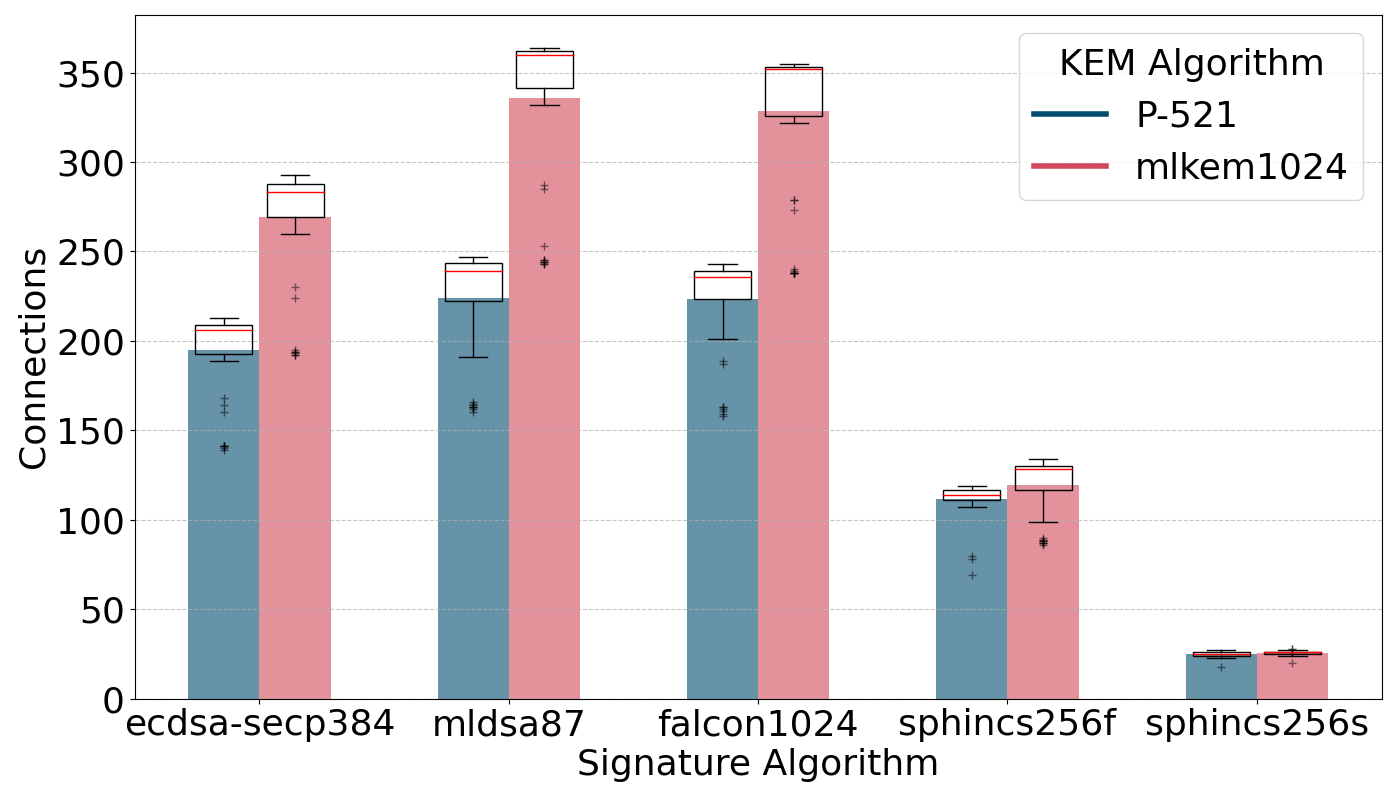 KEM Algorithm
P-521
mlkem1024
Connections
350
300
250
200
150
100
50
0
ecdsa-secp384 mldsa87 falcon1024 sphincs256f sphincs256s
Signature Algorithm